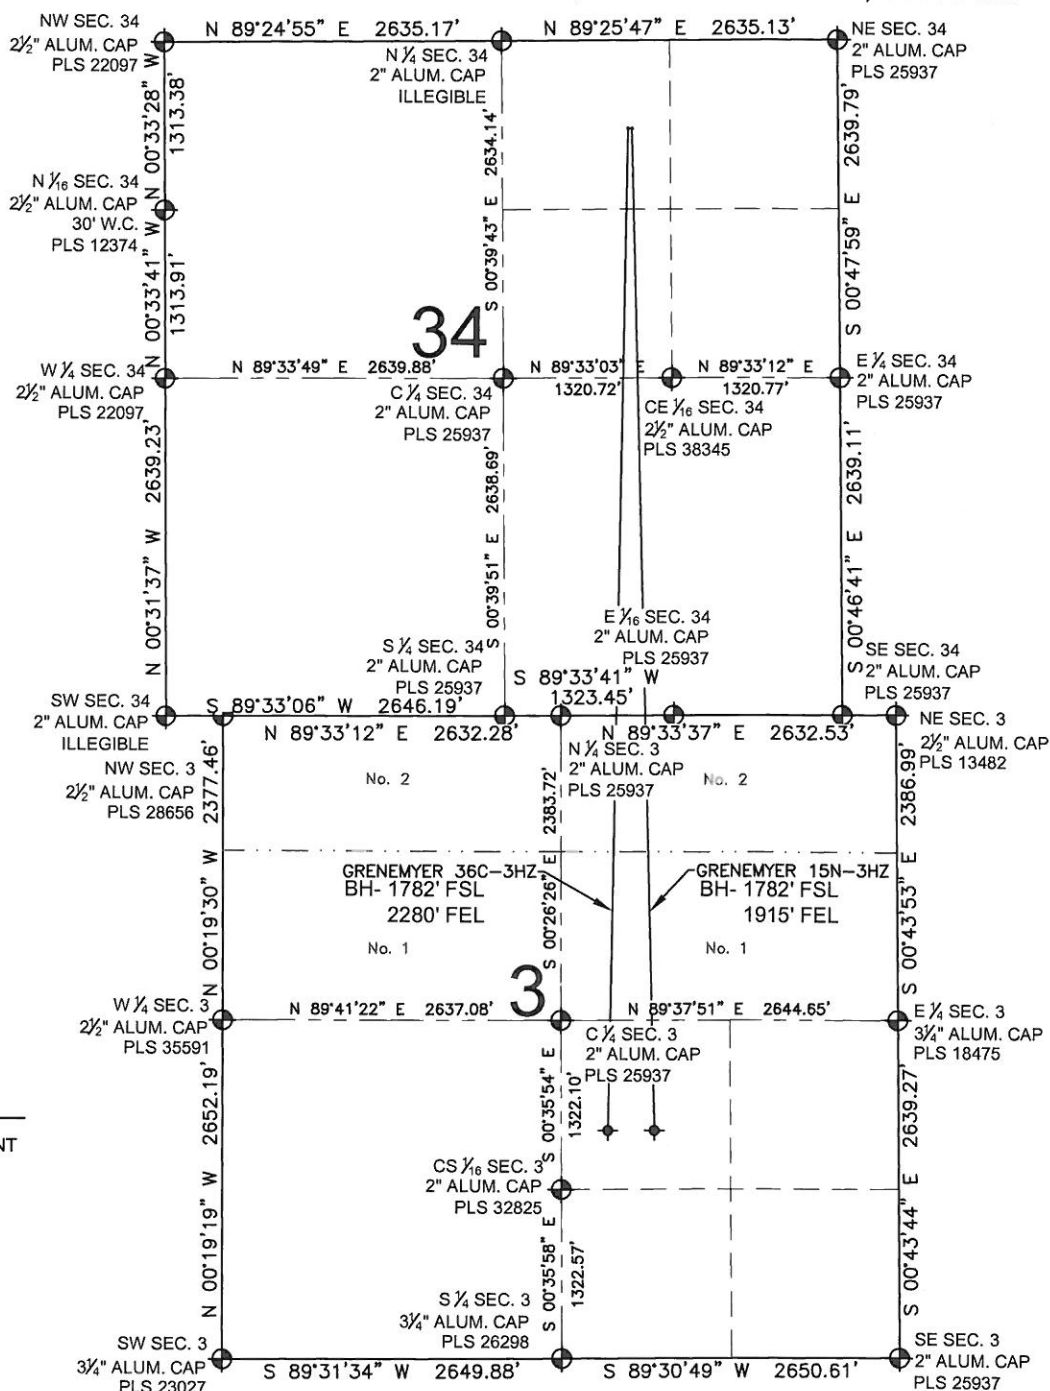 NW SEC. 34
2½" ALUM. CAP
PLS 22097
N 89°24'55" E 2635.17'
N ¼ SEC. 34
2" ALUM. CAP
ILLEGIBLE
N 89°25'47" E 2635.13'
NE SEC. 34
2" ALUM. CAP
PLS 25937
N 00°33'28" W
1313.38'
S 00°39'43" E 2634.14'
S 00°47'59" E 2639.79'
N 1⁄16 SEC. 34
2½" ALUM. CAP
30' W.C.
PLS 12374
N 00°33'41" W
1313.91'
34
W ¼ SEC. 34
2½" ALUM. CAP
PLS 22097
N 89°33'49" E 2639.88'
C ¼ SEC. 34
2" ALUM. CAP
PLS 25937
N 89°33'03" E
1320.72'
N 89°33'12" E
1320.77'
CE 1⁄16 SEC. 34
2½" ALUM. CAP
PLS 38345
E ¼ SEC. 34
2" ALUM. CAP
PLS 25937
N 00°31'37" W 2639.23'
S 00°39'51" E 2638.69'
S 00°46'41" E 2639.11'
E 1⁄16 SEC. 34
2" ALUM. CAP
PLS 25937
S ¼ SEC. 34
2" ALUM. CAP
PLS 25937
SE SEC. 34
2" ALUM. CAP
PLS 25937
SW SEC. 34
2" ALUM. CAP
ILLEGIBLE
S 89°33'06" W 2646.19'
S 89°33'41" W
1323.45'
N 89°33'12" E 2632.28'
N 89°33'37" E 2632.53'
NE SEC. 3
2½" ALUM. CAP
PLS 13482
NW SEC. 3
2½" ALUM. CAP
PLS 28656
N ¼ SEC. 3
2" ALUM. CAP
PLS 25937
No. 2
No. 2
N 00°19'30" W 2377.46'
S 00°26'26" E 2383.72'
S 00°43'53" E 2386.99'
GRENEMYER 36C-3HZ
BH- 1782' FSL
2280' FEL
GRENEMYER 15N-3HZ
BH- 1782' FSL
1915' FEL
No. 1
No. 1
3
W ¼ SEC. 3
2½" ALUM. CAP
PLS 35591
N 89°41'22" E 2637.08'
N 89°37'51" E 2644.65'
C ¼ SEC. 3
2" ALUM. CAP
PLS 25937
E ¼ SEC. 3
3¼" ALUM. CAP
PLS 18475
N 00°19'19" W 2652.19'
S 00°35'54" E
1322.10'
S 00°43'44" E 2639.27'
NT
CS 1⁄16 SEC. 3
2" ALUM. CAP
PLS 32825
S 00°35'58" E
1322.57'
S ¼ SEC. 3
3¼" ALUM. CAP
PLS 26298
SW SEC. 3
3¼" ALUM. CAP
PLS 23027
S 89°31'34" W 2649.88'
S 89°30'49" W 2650.61'
SE SEC. 3
2" ALUM. CAP
PLS 25937